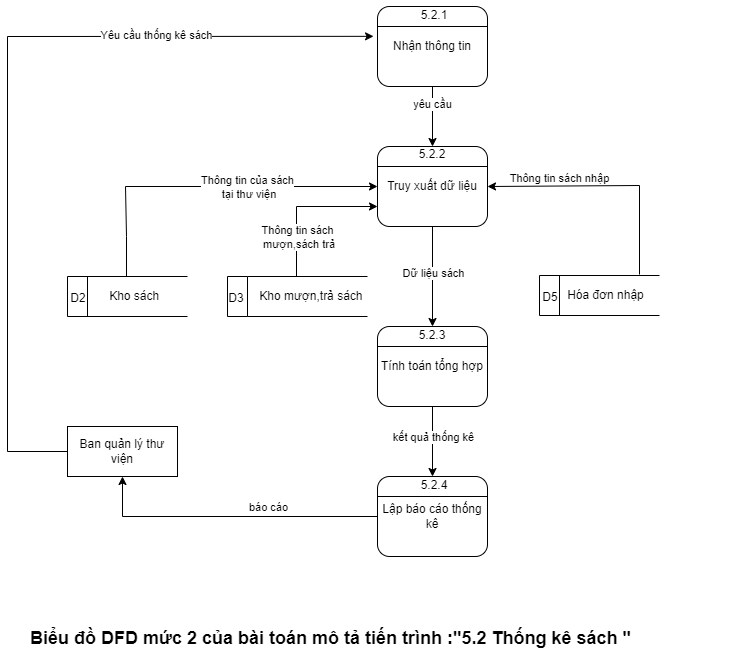 5.2.1
Yêu cầu thống kê sách
Nhận thông tin
yêu cầu
5.2.2
Thông tin của sách
tại thư viện
Truy xuất dữ liệu
Thông tin sách nhập
Thông tin sách
mượn,sách trả
Dữ liệu sách
D2
Kho sách
D3
Kho mượn,trả sách
D5
Hóa đơn nhập
5.2.3
Tính toán tổng hợp
kết quả thống kê
Ban quản lý thư
viện
5.2.4
báo cáo
Lập báo cáo thống
kê
Biểu đồ DFD mức 2 của bài toán mô tả tiến trình :"5.2 Thống kê sách "